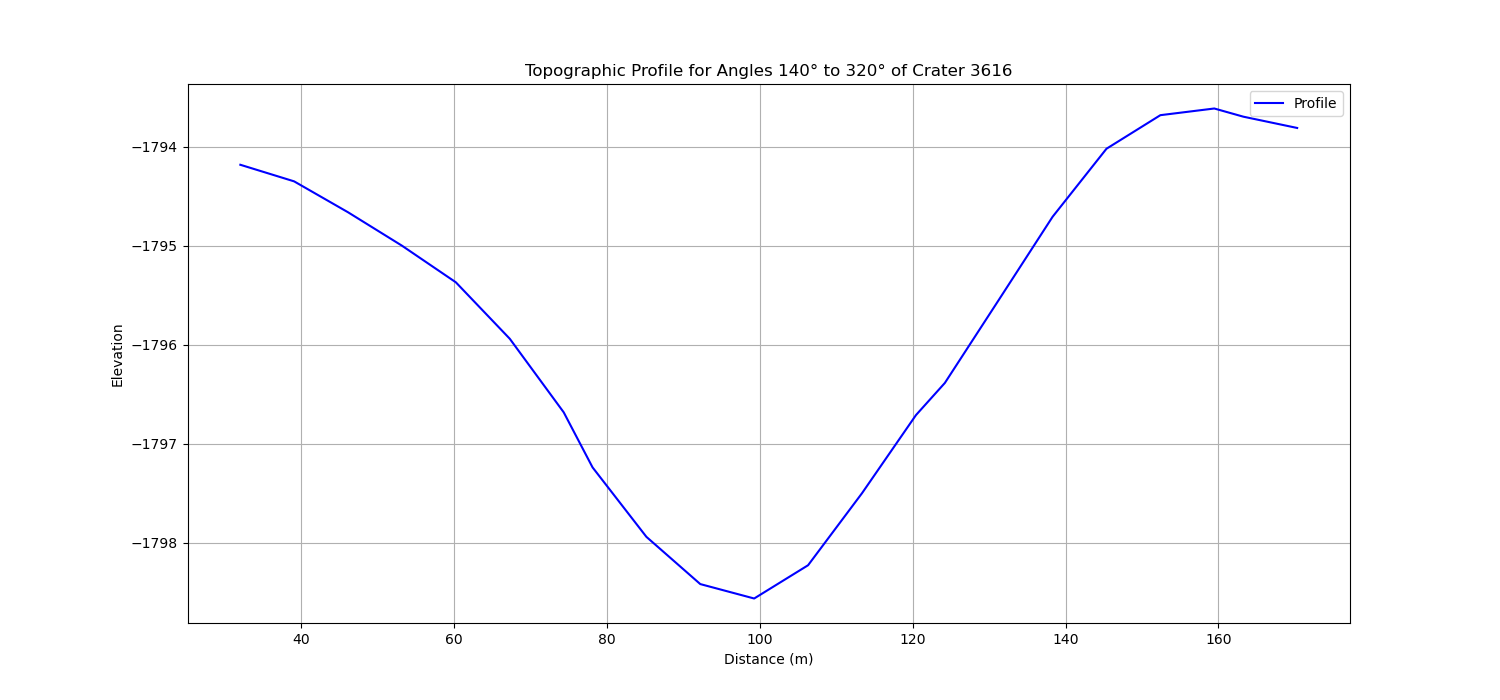 Topographic Profile for Angles 140° to 320° of Crater 3616
Profile
−1794
−1795
−1796
−1797
−1798
Elevation
40 60 80 100 120 140 160
Distance (m)